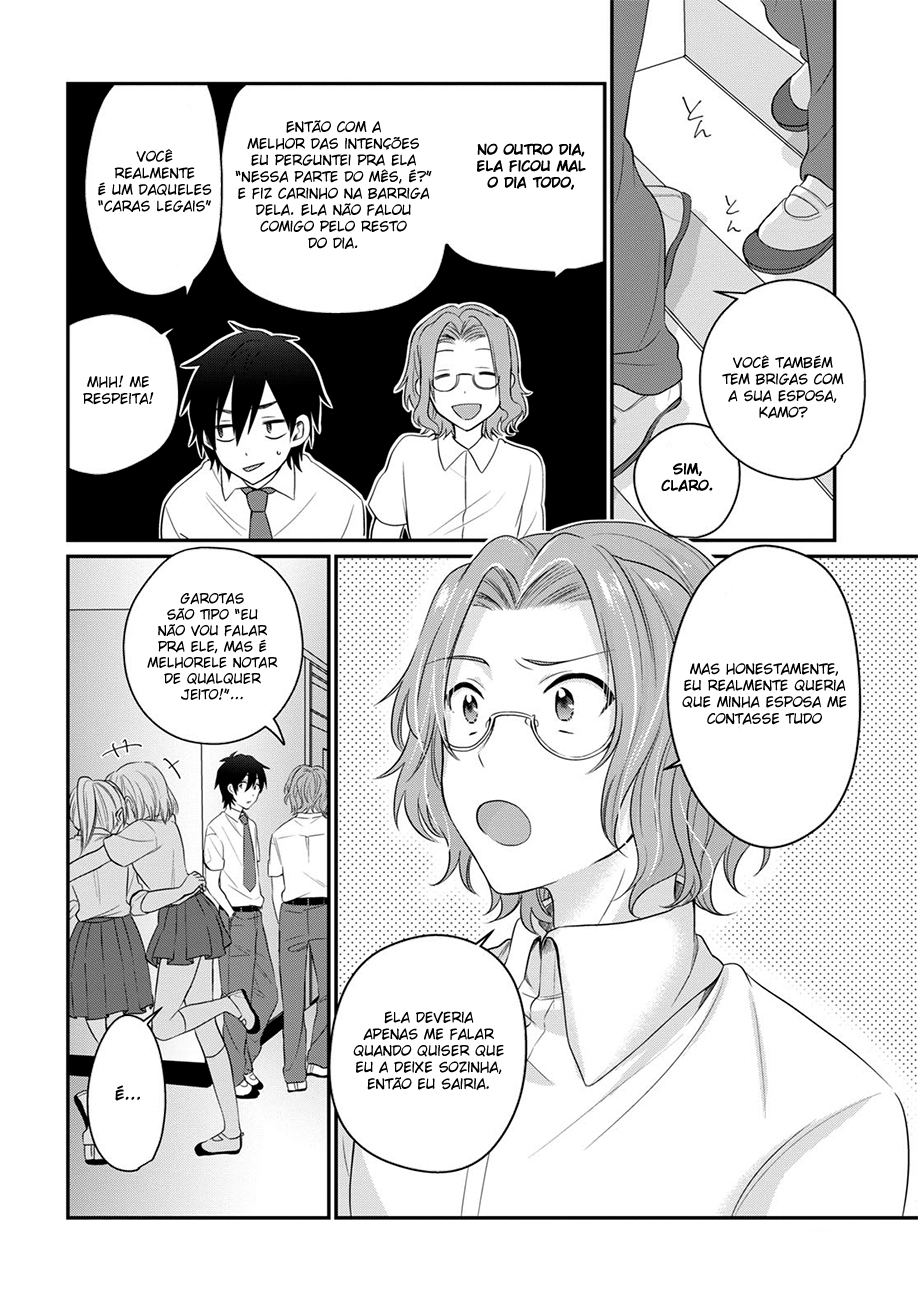 とん
とん
VOCÊ TAMBÉM
TEM BRIGAS COM
A SUA ESPOSA,
KAMO?
SIM,
CLARO.
NO OUTRO DIA,
ELA FICOU MAL
O DIA TODO,
ENTÃO COM A
MELHOR DAS INTENÇÕES
EU PERGUNTEI PRA ELA
“NESSA PARTE DO MÊS, É?”
E FIZ CARINHO NA BARRIGA
DELA. ELA NÃO FALOU
COMIGO PELO RESTO
DO DIA.
VOCÊ
REALMENTE
É UM DAQUELES
“CARAS LEGAIS”
MHH! ME
RESPEITA!
MAS HONESTAMENTE,
EU REALMENTE QUERIA
QUE MINHA ESPOSA ME
CONTASSE TUDO
ELA DEVERIA
APENAS ME FALAR
QUANDO QUISER QUE
EU A DEIXE SOZINHA,
ENTÃO EU SAIRIA.
GAROTAS
SÃO TIPO “EU
NÃO VOU FALAR
PRA ELE, MAS É
MELHORELE NOTAR
DE QUALQUER
JEITO!”...
É...